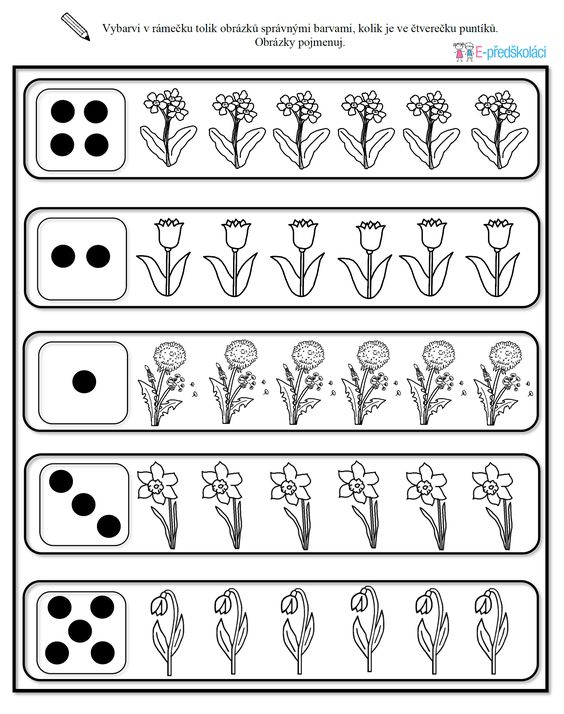 Vybarvi v rámečku tolik obrázků správnými barvami, kolik je ve čtverečku puntíků.
Obrázky pojmenuj.
E-předškoláci